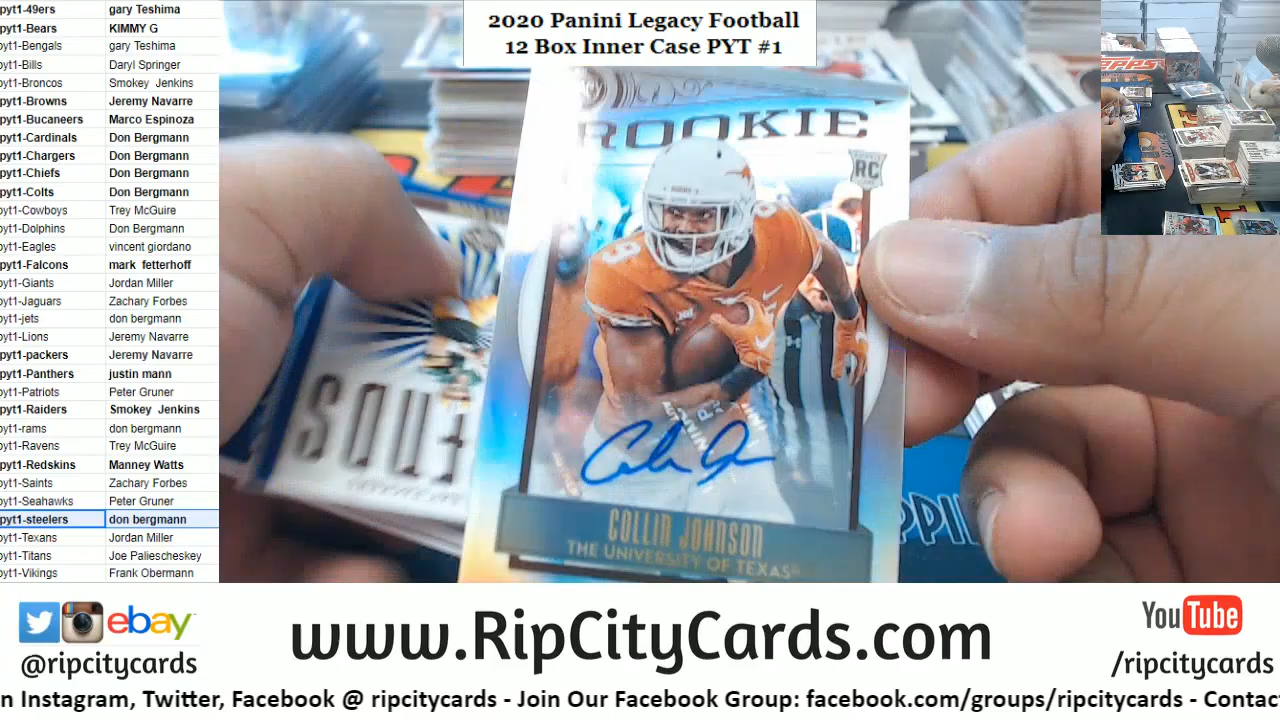 pyt1-49ers gary Teshima
pyt1-Bears KIMMY G
pyt1-Bengals gary Teshima
pyt1-Bills Daryl Springer
pyt1-Broncos Smokey Jenkins
pyt1-Browns Jeremy Navarre
pyt1-Bucaneers Marco Espinoza
pyt1-Cardinals Don Bergmann
pyt1-Chargers Don Bergmann
pyt1-Chiefs Don Bergmann
pyt1-Colts Don Bergmann
pyt1-Cowboys Trey McGuire
pyt1-Dolphins Don Bergmann
pyt1-Eagles vincent giordano
pyt1-Falcons mark fetterhoff
pyt1-Giants Jordan Miller
pyt1-Jaguars Zachary Forbes
pyt1-jets don bergmann
pyt1-Lions Jeremy Navarre
pyt1-packers Jeremy Navarre
pyt1-Panthers justin mann
pyt1-Patriots Peter Gruner
pyt1-Raiders Smokey Jenkins
pyt1-rams don bergmann
pyt1-Ravens Trey McGuire
pyt1-Redskins Manney Watts
pyt1-Saints Zachary Forbes
pyt1-Seahawks Peter Gruner
pyt1-steelers don bergmann
pyt1-Texans Jordan Miller
pyt1-Titans Joe Paliescheskey
pyt1-Vikings Frank Obermann
2020 Panini Legacy Football
12 Box Inner Case PYT #1
ROOKIE
RC
8
COLLIN JOHNSON
THE UNIVERSITY OF TEXAS
ebay
@ripcitycards
www.RipCityCards.com
YouTube
/ripcitycards
n Instagram, Twitter, Facebook @ ripcitycards - Join Our Facebook Group: facebook.com/groups/ripcitycards - Contac